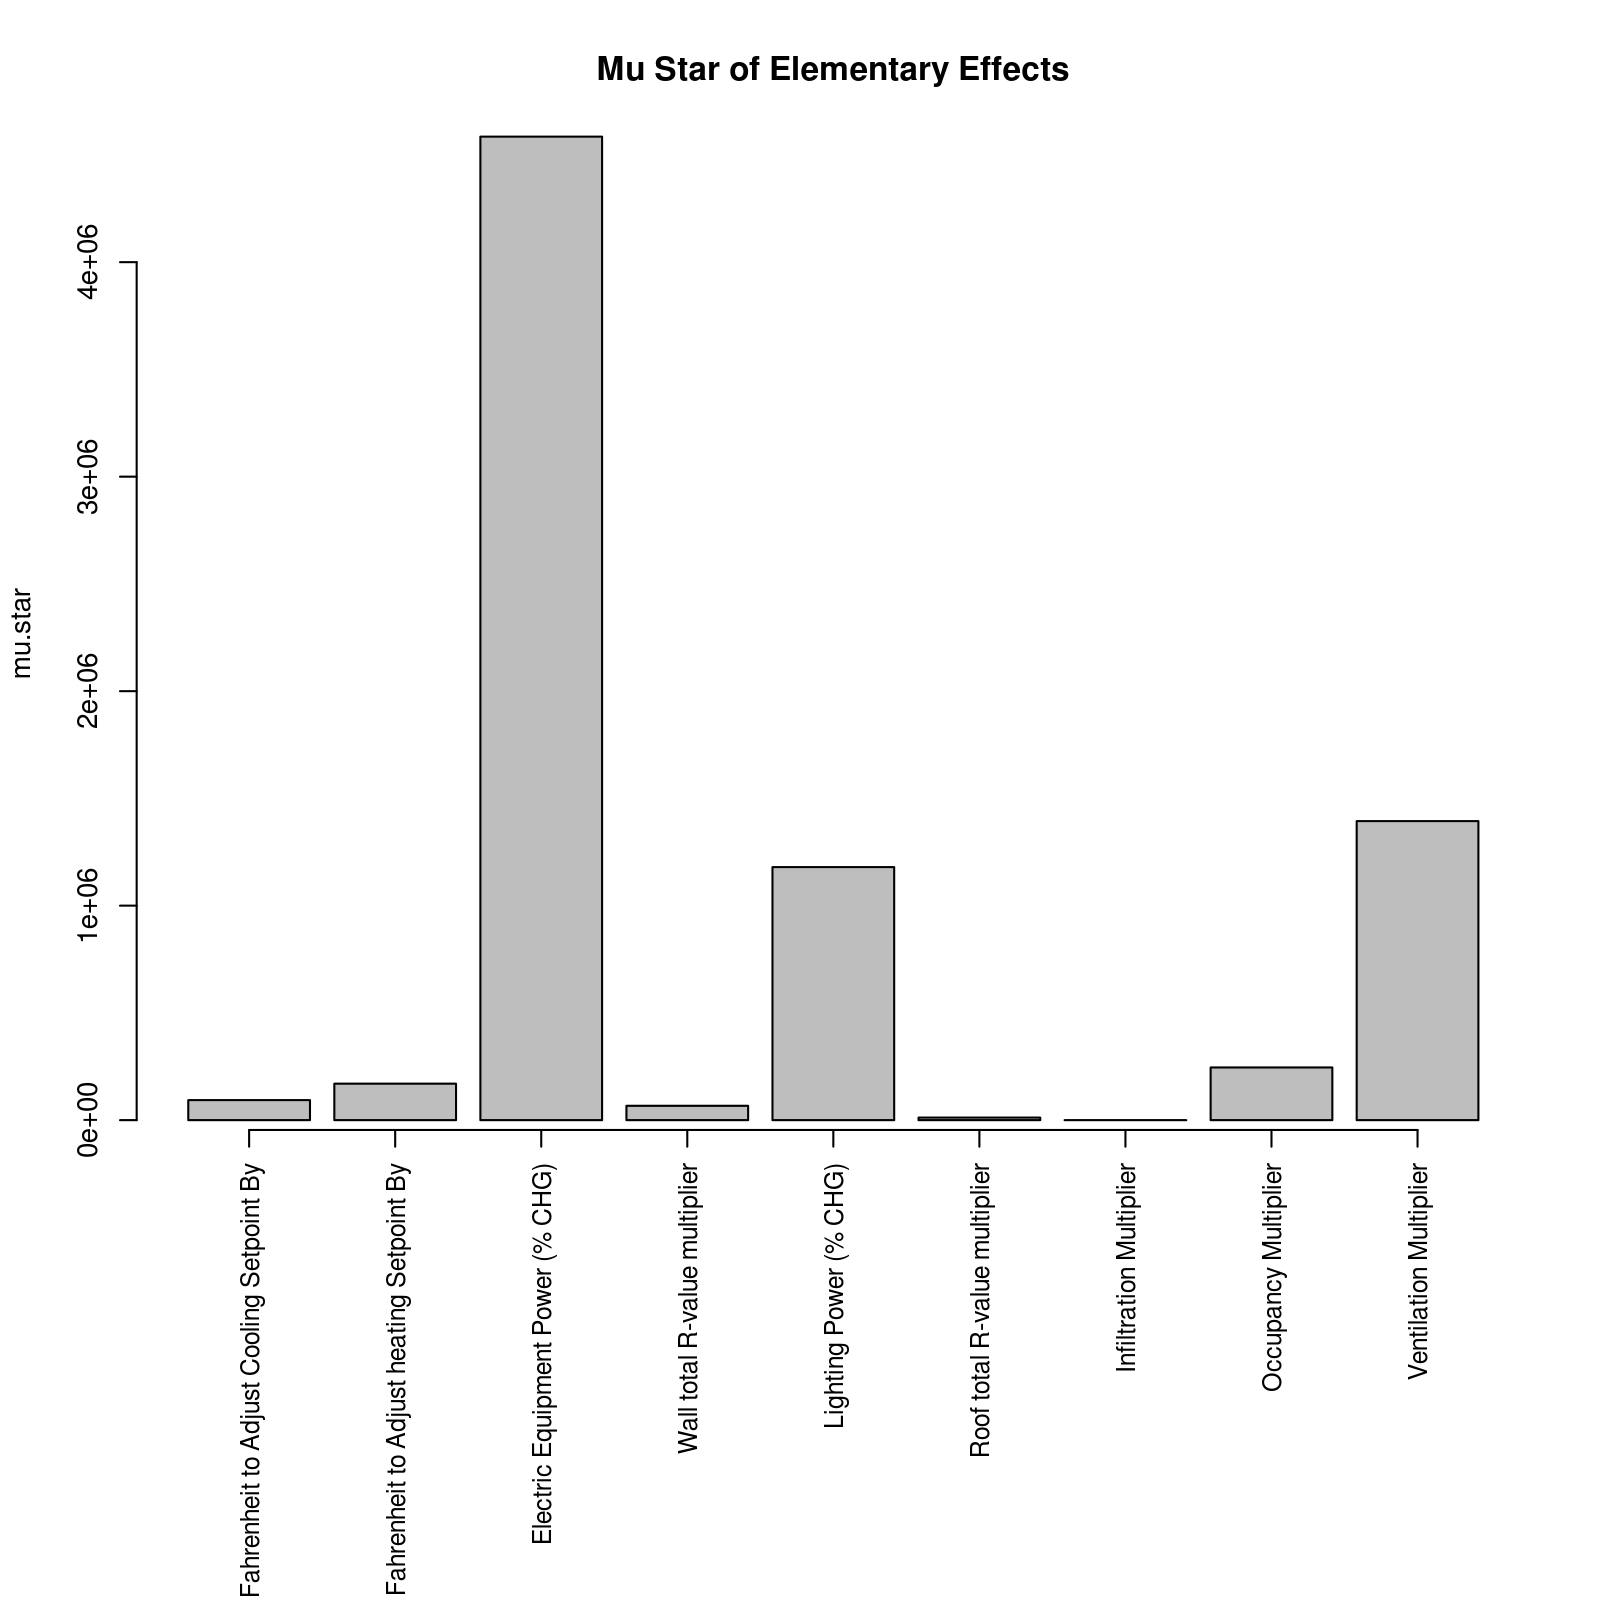 Mu Star of Elementary Effects
mu.star
4e+06
3e+06
2e+06
1e+06
0e+00
Fahrenheit to Adjust Cooling Setpoint By
Fahrenheit to Adjust heating Setpoint By
Electric Equipment Power (% CHG)
Wall total R-value multiplier
Lighting Power (% CHG)
Roof total R-value multiplier
Infiltration Multiplier
Occupancy Multiplier
Ventilation Multiplier